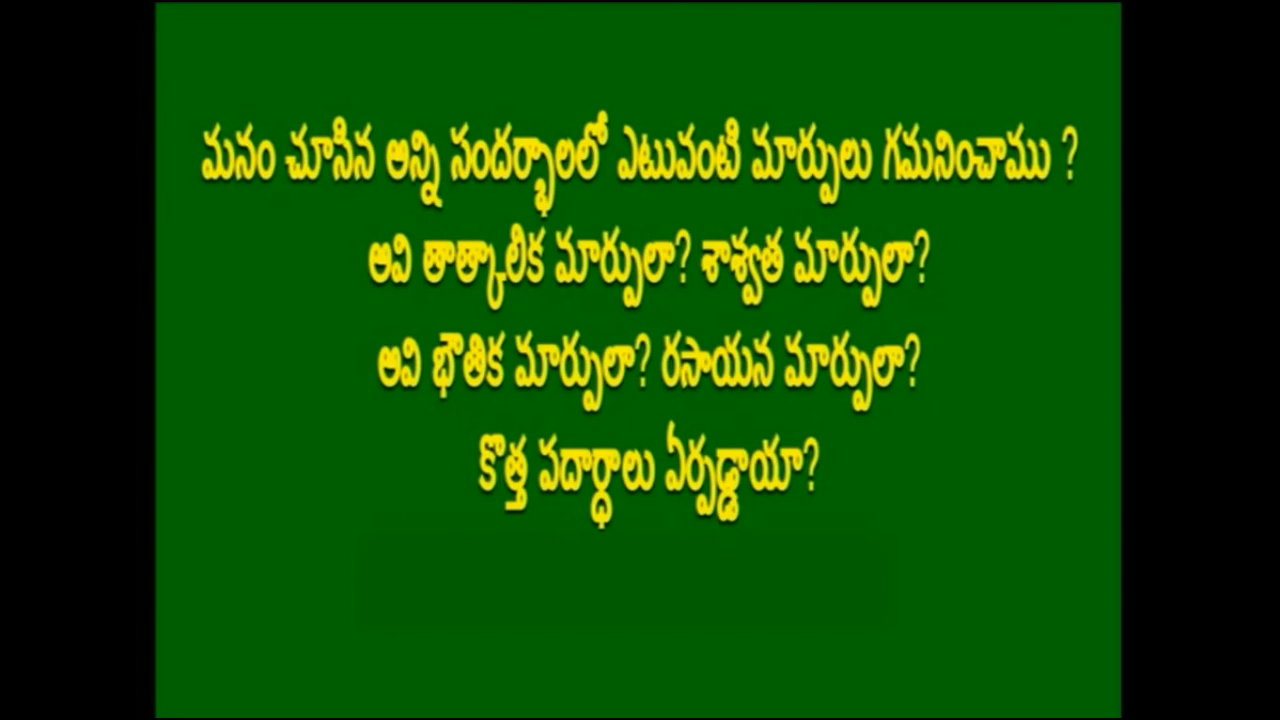 మనం చూసిన అన్ని సందర్భాలలో ఎటువంటి మార్పులు గమనించాము ?
అవి తాత్కాలిక మార్పులా? శాశ్వత మార్పులా?
అవి భౌతిక మార్పులా? రసాయన మార్పులా?
కొత్త పదార్ధాలు ఏర్పడ్డాయా?